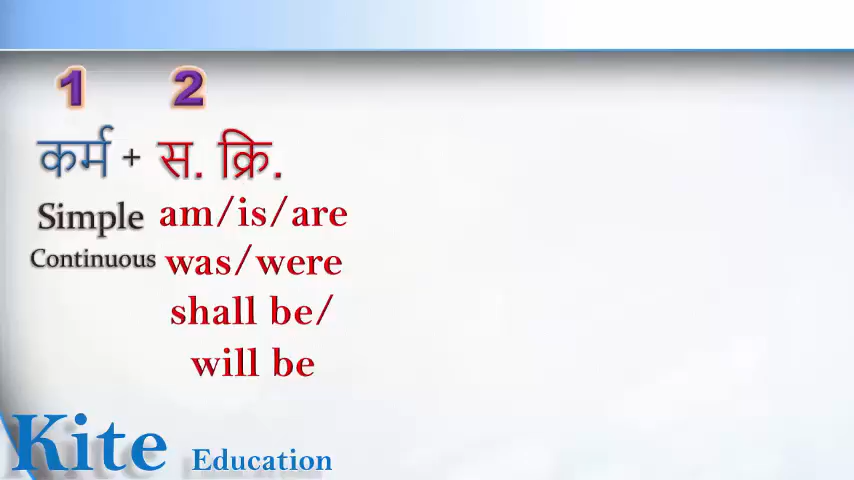 1 2
कर्म + स. क्रि.
Simple am/is/are
Continuous was/were
shall be/
will be
Kite Education